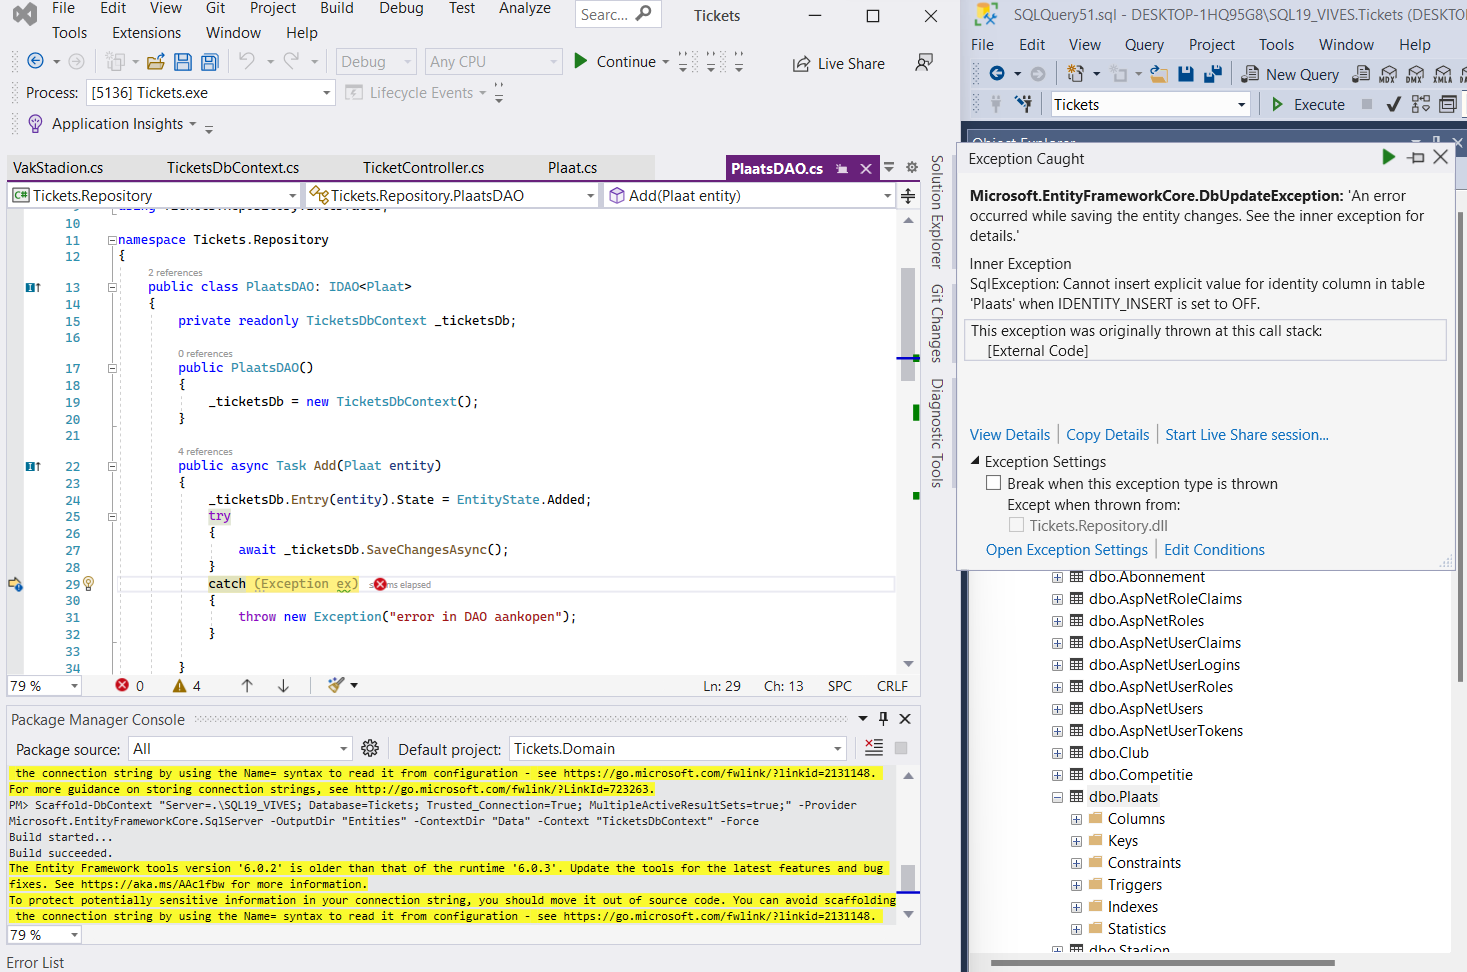 File Edit View Git Project Build Debug Test Analyze Searc... Tickets
Tools Extensions Window Help
Debug Any CPU Continue Live Share
Process: [5136] Tickets.exe Lifecycle Events
Application Insights
VakStadion.cs TicketsDbContext.cs TicketController.cs Plaat.cs PlaatsDAO.cs
C# Tickets.Repository Tickets.Repository.PlaatsDAO Add(Plaat entity)
10
11 namespace Tickets.Repository
12 {
2 references
13 public class PlaatsDAO: IDAO<Plaat>
14 {
15 private readonly TicketsDbContext _ticketsDb;
16
0 references
17 public PlaatsDAO()
18 {
19 _ticketsDb = new TicketsDbContext();
20 }
21
4 references
22 public async Task Add(Plaat entity)
23 {
24 _ticketsDb.Entry(entity).State = EntityState.Added;
25 try
26 {
27 await _ticketsDb.SaveChangesAsync();
28 }
29 catch (Exception ex) ms elapsed
30 {
31 throw new Exception("error in DAO aankopen");
32 }
33
34 }
79 % 0 4 Ln: 29 Ch: 13 SPC CRLF
Solution Explorer
Git Changes
Diagnostic Tools
Package Manager Console
Package source: All Default project: Tickets.Domain
the connection string by using the Name= syntax to read it from configuration - see https://go.microsoft.com/fwlink/?linkid=2131148.
For more guidance on storing connection strings, see http://go.microsoft.com/fwlink/?LinkId=723263.
PM> Scaffold-DbContext "Server=.\SQL19_VIVES; Database=Tickets; Trusted_Connection=True; MultipleActiveResultSets=true;" -Provider
Microsoft.EntityFrameworkCore.SqlServer -OutputDir "Entities" -ContextDir "Data" -Context "TicketsDbContext" -Force
Build started...
Build succeeded.
The Entity Framework tools version '6.0.2' is older than that of the runtime '6.0.3'. Update the tools for the latest features and bug
fixes. See https://aka.ms/AAc1fbw for more information.
To protect potentially sensitive information in your connection string, you should move it out of source code. You can avoid scaffolding
the connection string by using the Name= syntax to read it from configuration - see https://go.microsoft.com/fwlink/?linkid=2131148.
79 %
Error List
SQLQuery51.sql - DESKTOP-1HQ95G8\SQL19_VIVES.Tickets (DESKTO
File Edit View Query Project Tools Window Help
New Query MDX DMX XMLA
Tickets Execute
Object Explorer
Exception Caught
Microsoft.EntityFrameworkCore.DbUpdateException: 'An error
occurred while saving the entity changes. See the inner exception for
details.'
Inner Exception
SqlException: Cannot insert explicit value for identity column in table
'Plaats' when IDENTITY_INSERT is set to OFF.
This exception was originally thrown at this call stack:
[External Code]
View Details Copy Details Start Live Share session...
Exception Settings
Break when this exception type is thrown
Except when thrown from:
Tickets.Repository.dll
Open Exception Settings Edit Conditions
dbo.Abonnement
dbo.AspNetRoleClaims
dbo.AspNetRoles
dbo.AspNetUserClaims
dbo.AspNetUserLogins
dbo.AspNetUserRoles
dbo.AspNetUsers
dbo.AspNetUserTokens
dbo.Club
dbo.Competitie
dbo.Plaats
Columns
Keys
Constraints
Triggers
Indexes
Statistics
dbo.Stadion